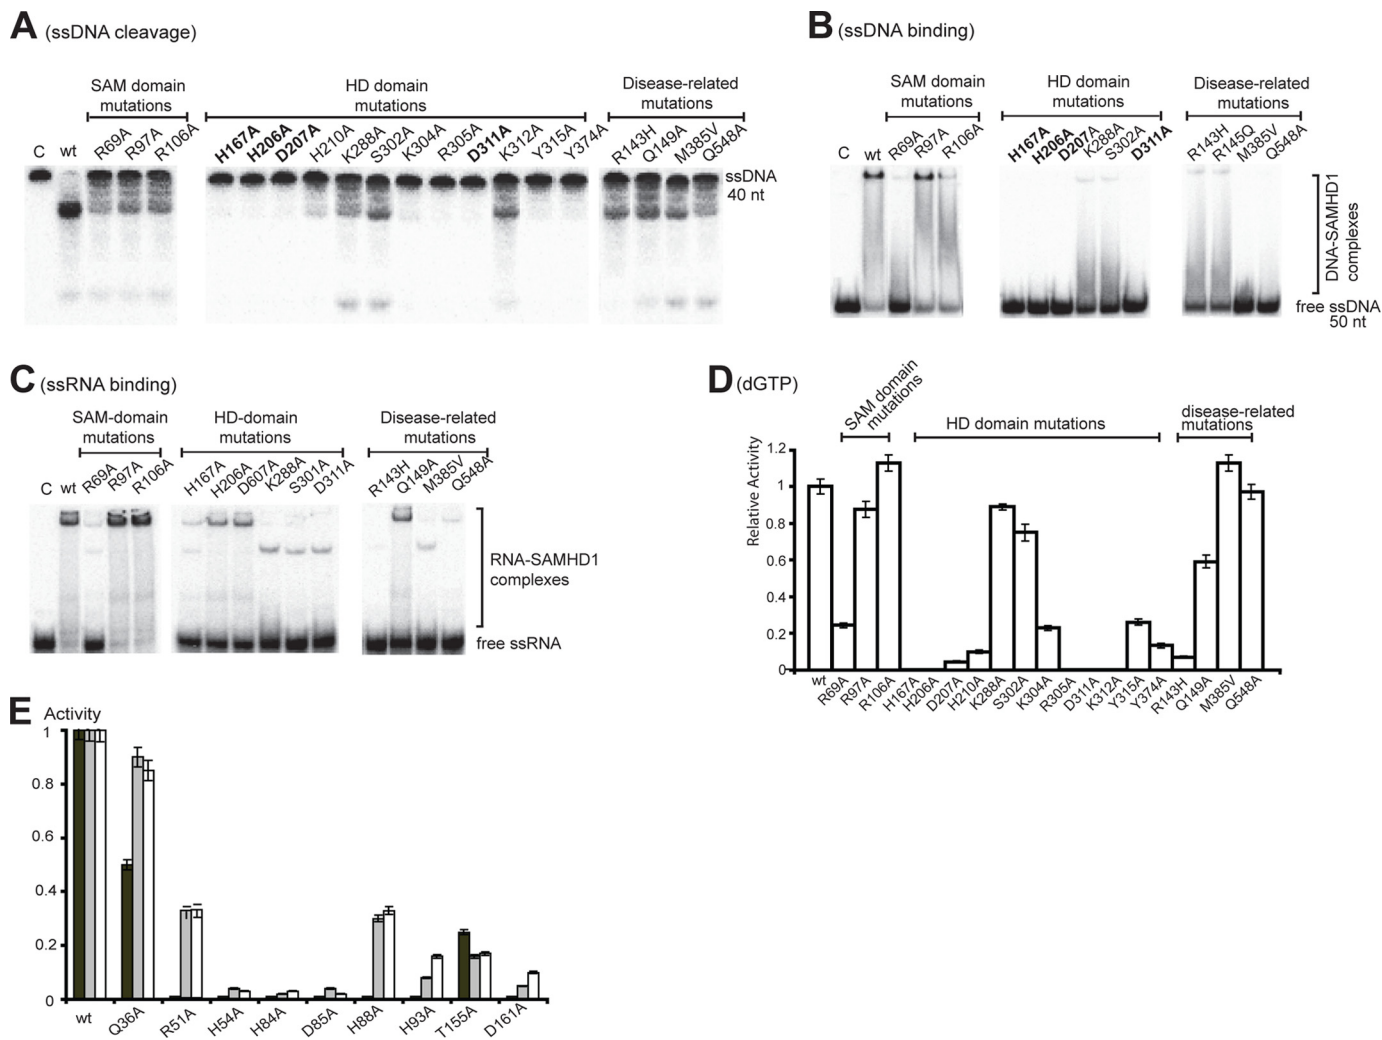 A (ssDNA cleavage)
SAM domain
mutations
HD domain
mutations
Disease-related
mutations
C
wt
R69A
R97A
R106A
H167A
H206A
D207A
H210A
K288A
S302A
K304A
R305A
D311A
K312A
Y315A
Y374A
R143H
Q149A
M385V
Q548A
ssDNA
40 nt
B (ssDNA binding)
SAM domain
mutations
HD domain
mutations
Disease-related
mutations
C
wt
R69A
R97A
R106A
H167A
H206A
D207A
K288A
S302A
D311A
R143H
R145Q
M385V
Q548A
DNA-SAMHD1
complexes
free ssDNA
50 nt
C (ssRNA binding)
SAM-domain
mutations
HD-domain
mutations
Disease-related
mutations
C
wt
R69A
R97A
R106A
H167A
H206A
D607A
K288A
S301A
D311A
R143H
Q149A
M385V
Q548A
RNA-SAMHD1
complexes
free ssRNA
D (dGTP)
SAM domain
mutations
HD domain mutations
disease-related
mutations
Relative Activity
1.2
1
0.8
0.6
0.4
0.2
0
wt
R69A
R97A
R106A
H167A
H206A
D207A
H210A
K288A
S302A
K304A
R305A
D311A
K312A
Y315A
Y374A
R143H
Q149A
M385V
Q548A
E Activity
1
0.8
0.6
0.4
0.2
0
wt
Q36A
R51A
H54A
H84A
D85A
H88A
H93A
T155A
D161A